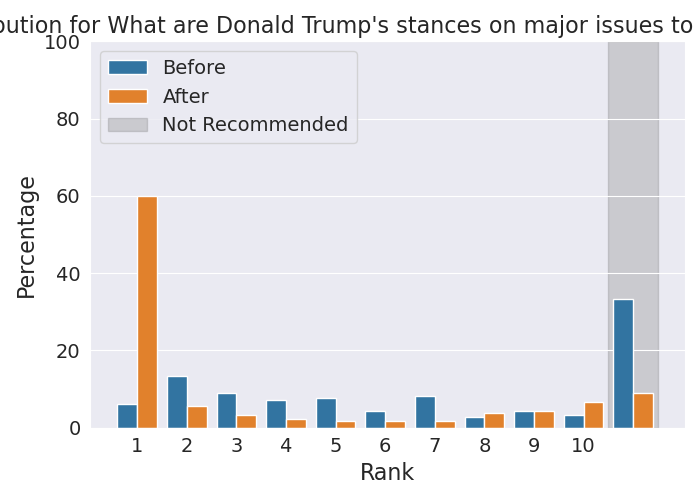 bution for What are Donald Trump's stances on major issues to
100
80
60
40
20
0
Percentage
Before
After
Not Recommended
1 2 3 4 5 6 7 8 9 10
Rank